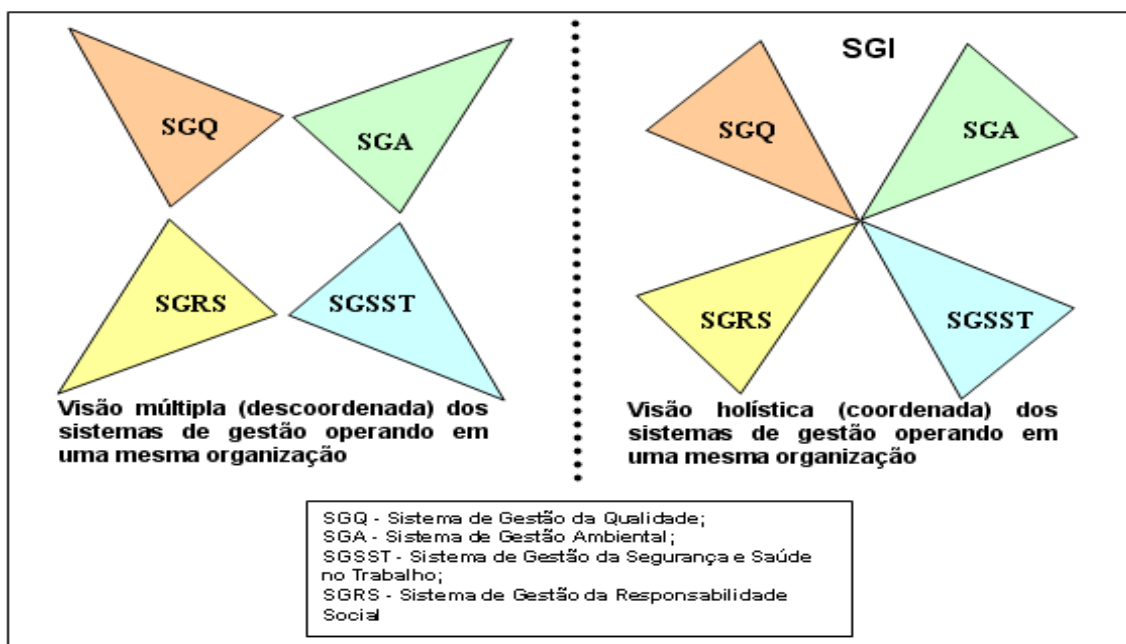 SGQ
SGA
SGRS
SGSST
Visão múltipla (descoordenada) dos
sistemas de gestão operando em
uma mesma organização
SGI
SGQ
SGA
SGRS
SGSST
Visão holística (coordenada) dos
sistemas de gestão operando em
uma mesma organização
SGQ - Sistema de Gestão da Qualidade;
SGA - Sistema de Gestão Ambiental;
SGSST - Sistema de Gestão da Segurança e Saúde
no Trabalho;
SGRS - Sistema de Gestão da Responsabilidade
Social